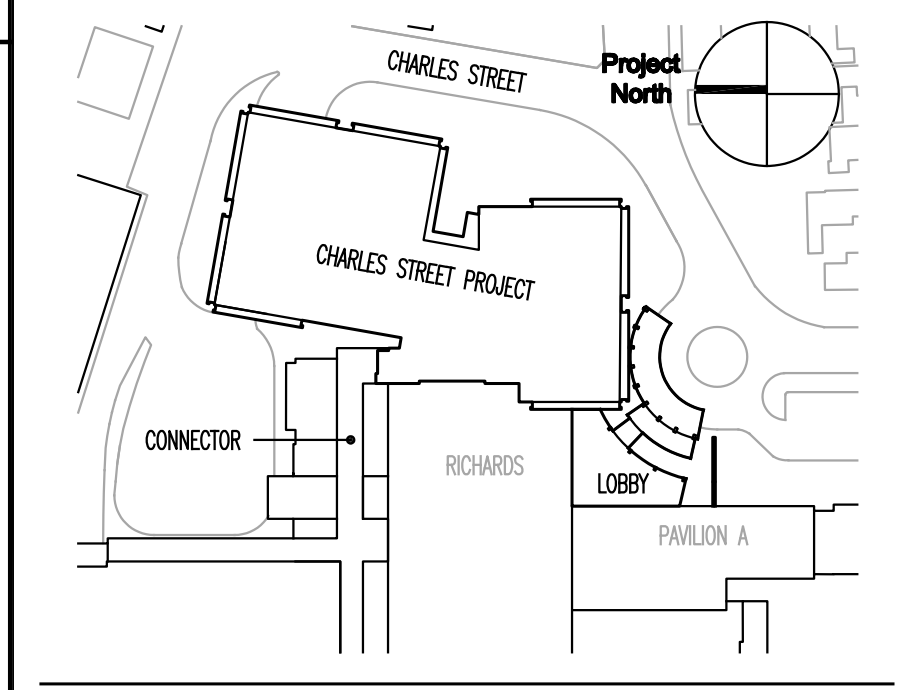 CHARLES STREET
Project
North
CHARLES STREET PROJECT
CONNECTOR
RICHARDS
LOBBY
PAVILION A